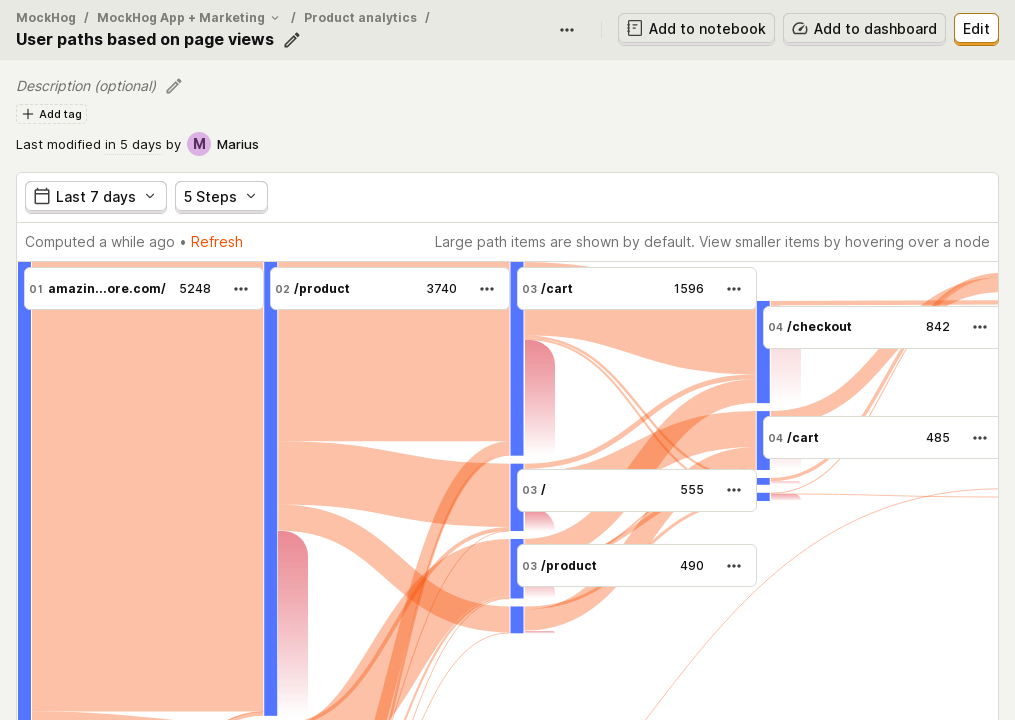 MockHog / MockHog App + Marketing / Product analytics /
User paths based on page views
Add to notebook
Add to dashboard
Edit
Description (optional)
Add tag
Last modified in 5 days by M Marius
Last 7 days
5 Steps
Computed a while ago • Refresh
Large path items are shown by default. View smaller items by hovering over a node
01 amazin...ore.com/ 5248
02 /product 3740
03 /cart 1596
04 /checkout 842
04 /cart 485
03 / 555
03 /product 490